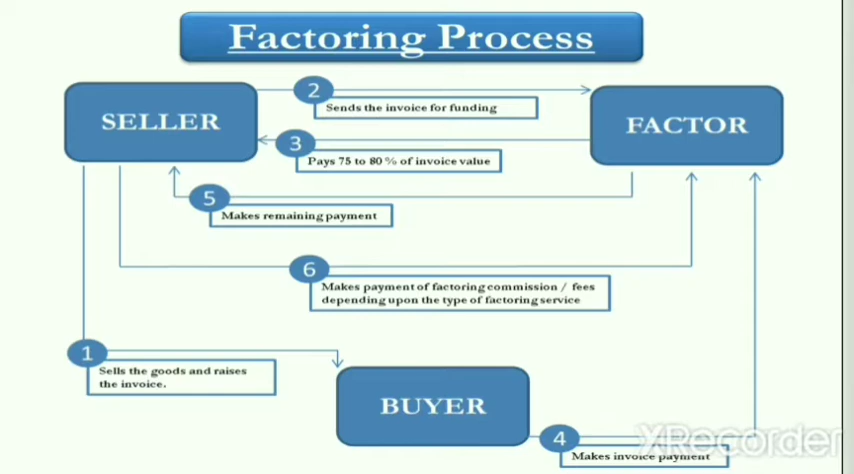 Factoring Process
SELLER
2
Sends the invoice for funding
FACTOR
3
Pays 75 to 80 % of invoice value
5
Makes remaining payment
6
Makes payment of factoring commission / fees
depending upon the type of factoring service
1
Sells the goods and raises
the invoice.
BUYER
4
Makes invoice payment
XRecorder